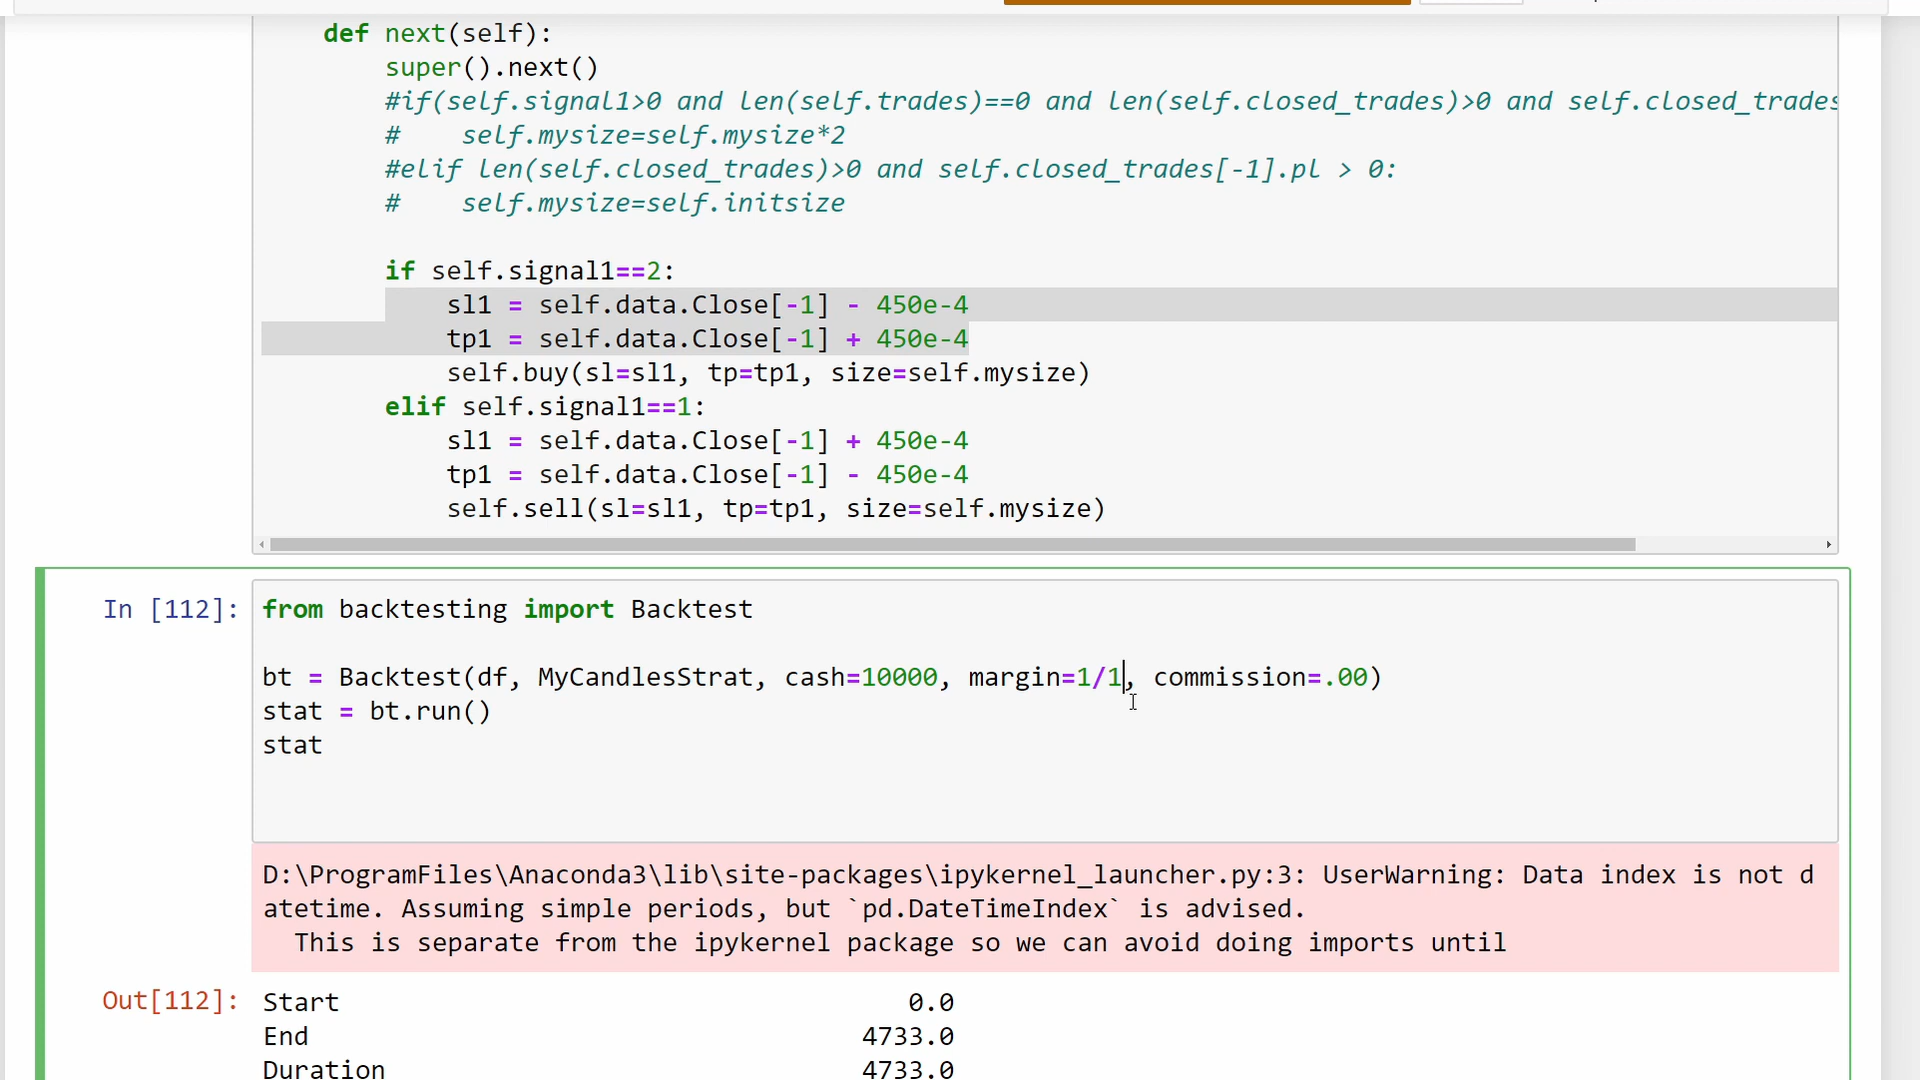 def next(self):
super().next()
#if(self.signal1>0 and len(self.trades)==0 and len(self.closed_trades)>0 and self.closed_trades
#    self.mysize=self.mysize*2
#elif len(self.closed_trades)>0 and self.closed_trades[-1].pl > 0:
#    self.mysize=self.initsize
if self.signal1==2:
sl1 = self.data.Close[-1] - 450e-4
tp1 = self.data.Close[-1] + 450e-4
self.buy(sl=sl1, tp=tp1, size=self.mysize)
elif self.signal1==1:
sl1 = self.data.Close[-1] + 450e-4
tp1 = self.data.Close[-1] - 450e-4
self.sell(sl=sl1, tp=tp1, size=self.mysize)
In [112]: from backtesting import Backtest
bt = Backtest(df, MyCandlesStrat, cash=10000, margin=1/1, commission=.00)
stat = bt.run()
stat
D:\ProgramFiles\Anaconda3\lib\site-packages\ipykernel_launcher.py:3: UserWarning: Data index is not d
atetime. Assuming simple periods, but `pd.DateTimeIndex` is advised.
This is separate from the ipykernel package so we can avoid doing imports until
Out[112]: Start 0.0
End 4733.0
Duration 4733.0